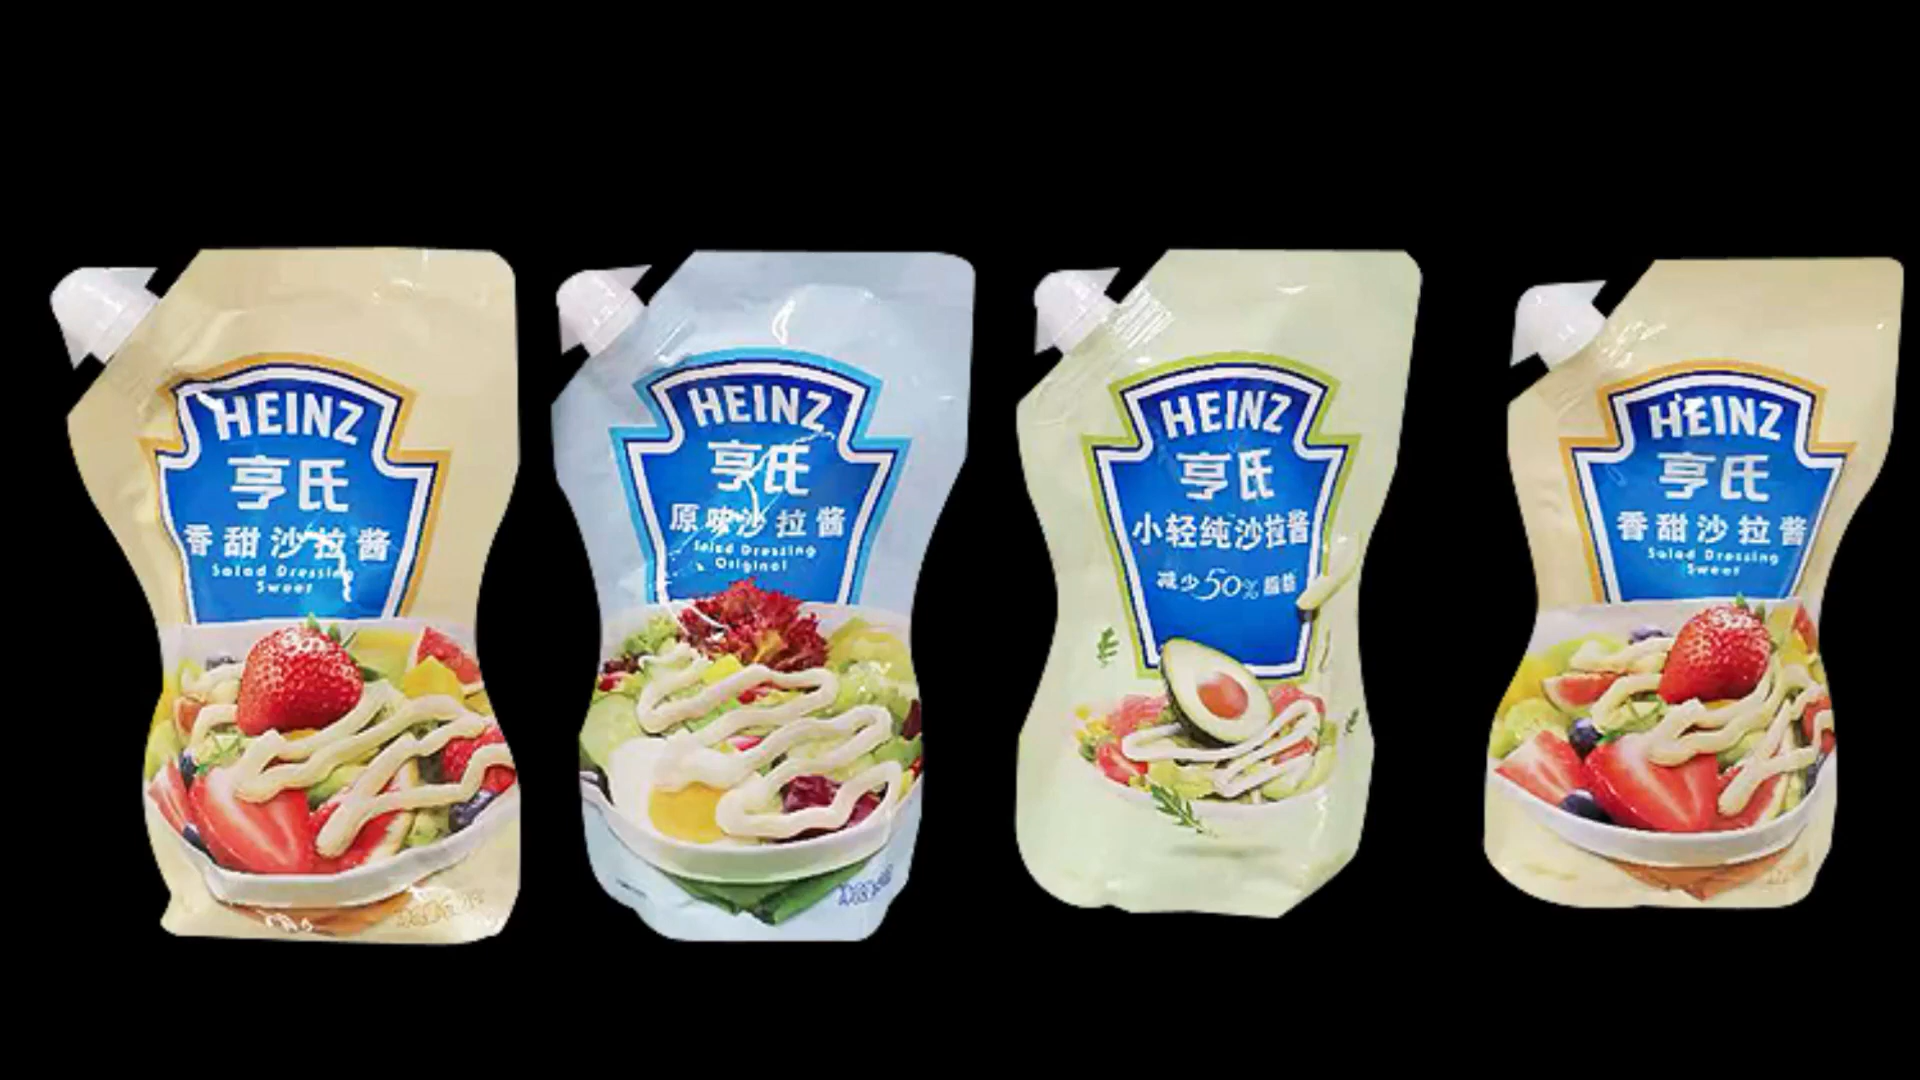 HEINZ
亨氏
香甜沙拉酱
Salad Dressing
Sweet
HEINZ
亨氏
原味沙拉酱
Salad Dressing
Original
HEINZ
亨氏
小轻纯沙拉酱
减少50%脂肪
HEINZ
亨氏
香甜沙拉酱
Salad Dressing
Sweet